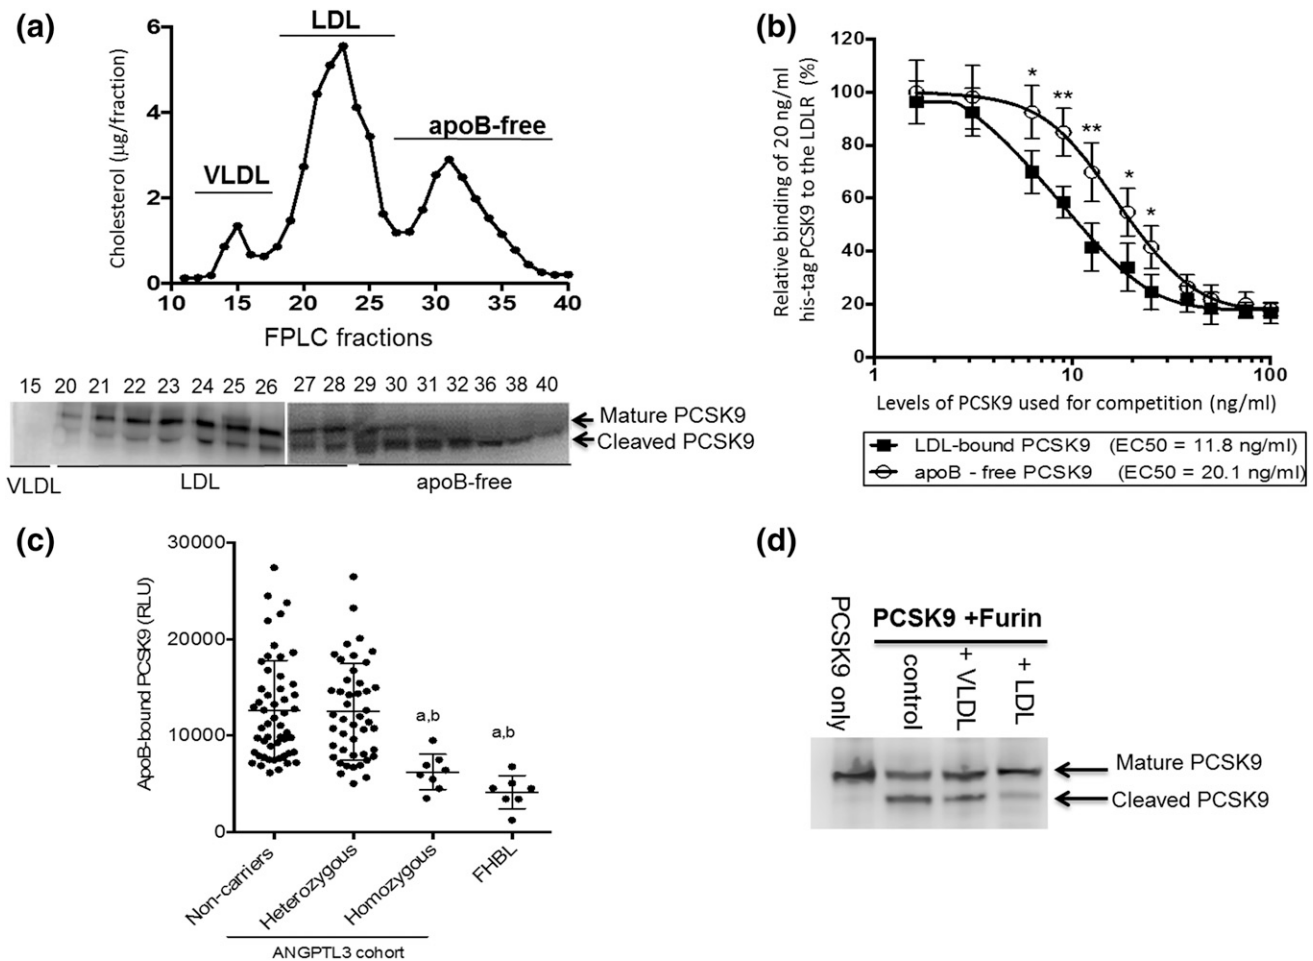 (a)
LDL
apoB-free
VLDL
Cholesterol (µg/fraction)
6
4
2
0
10 15 20 25 30 35 40
FPLC fractions
15 20 21 22 23 24 25 26 27 28 29 30 31 32 36 38 40
Mature PCSK9
Cleaved PCSK9
VLDL LDL apoB-free
(b)
Relative binding of 20 ng/ml
his-tag PCSK9 to the LDLR (%)
120
100
80
60
40
20
0
* ** ** * *
1 10 100
Levels of PCSK9 used for competition (ng/ml)
LDL-bound PCSK9 (EC50 = 11.8 ng/ml)
apoB - free PCSK9 (EC50 = 20.1 ng/ml)
(c)
ApoB-bound PCSK9 (RLU)
30000
20000
10000
0
a,b a,b
Non-carriers
Heterozygous
Homozygous
FHBL
ANGPTL3 cohort
(d)
PCSK9 only
PCSK9 +Furin
control
+ VLDL
+ LDL
Mature PCSK9
Cleaved PCSK9